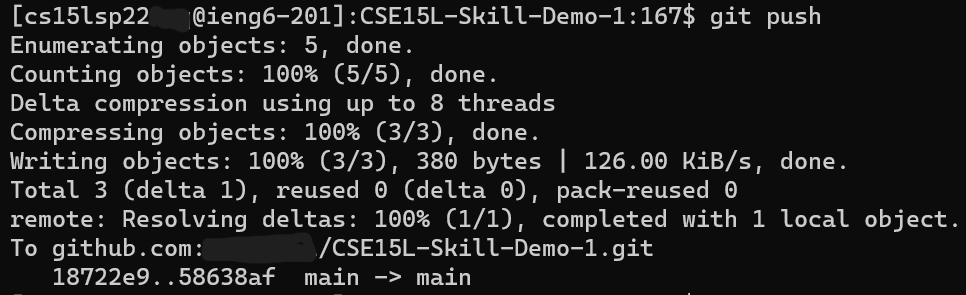 [cs15lsp22 @ieng6-201]:CSE15L-Skill-Demo-1:167$ git push
Enumerating objects: 5, done.
Counting objects: 100% (5/5), done.
Delta compression using up to 8 threads
Compressing objects: 100% (3/3), done.
Writing objects: 100% (3/3), 380 bytes | 126.00 KiB/s, done.
Total 3 (delta 1), reused 0 (delta 0), pack-reused 0
remote: Resolving deltas: 100% (1/1), completed with 1 local object.
To github.com: /CSE15L-Skill-Demo-1.git
   18722e9..58638af  main -> main